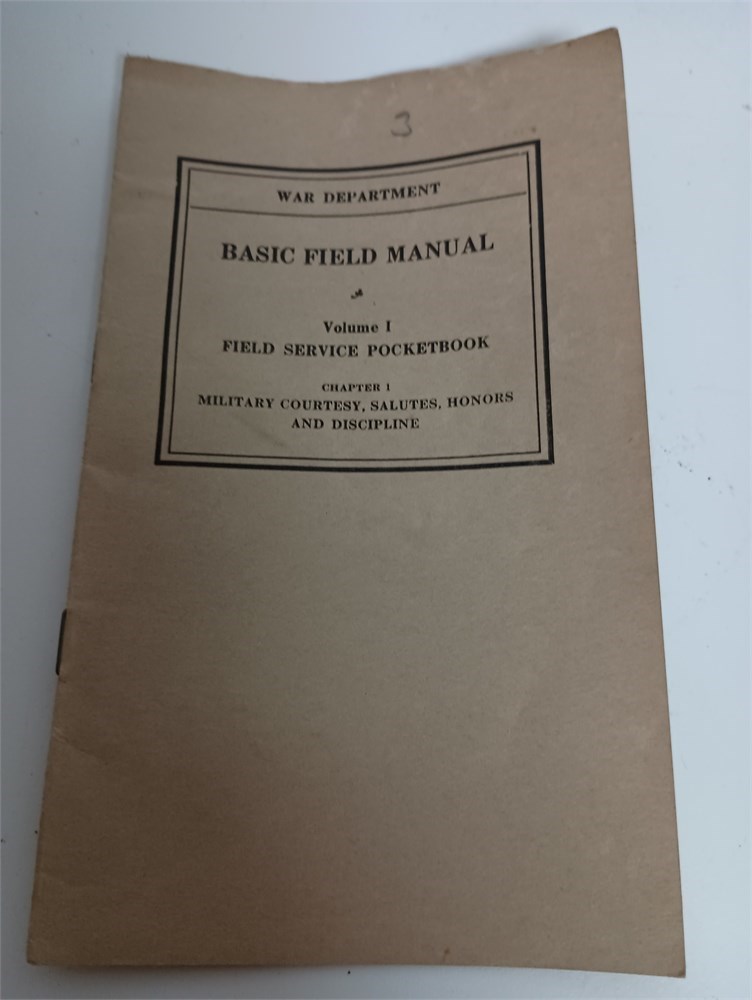 3
WAR DEPARTMENT
BASIC FIELD MANUAL
Volume I
FIELD SERVICE POCKETBOOK
CHAPTER 1
MILITARY COURTESY, SALUTES, HONORS
AND DISCIPLINE